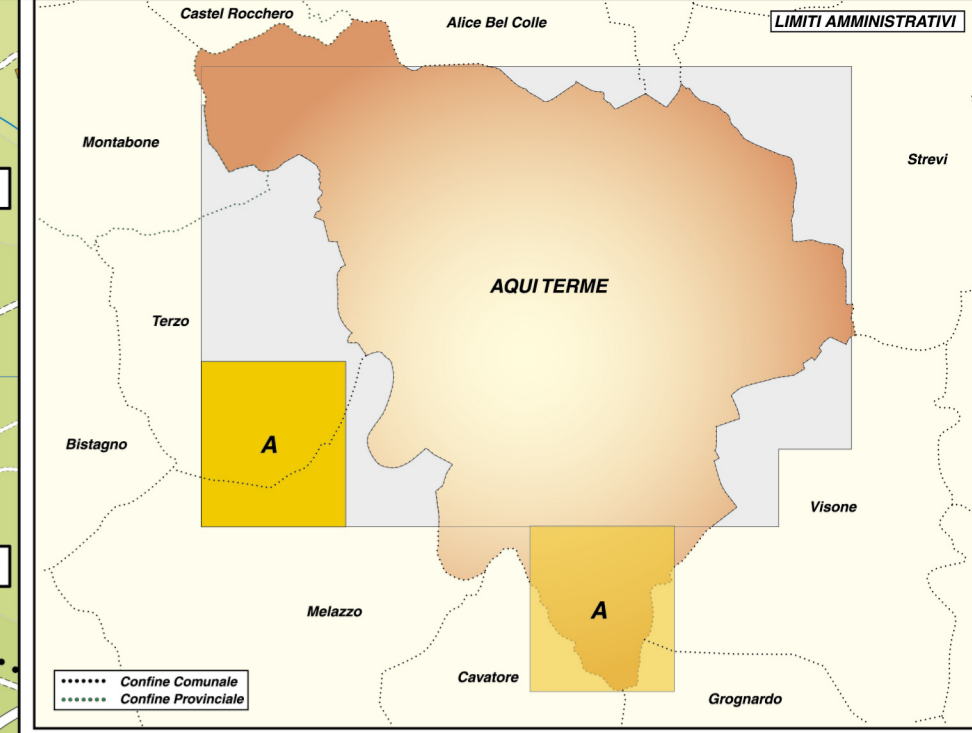 Castel Rocchero
Alice Bel Colle
LIMITI AMMINISTRATIVI
Montabone
Strevi
AQUI TERME
Terzo
Bistagno
A
Visone
Melazzo
A
Cavatore
Grognardo
Confine Comunale
Confine Provinciale